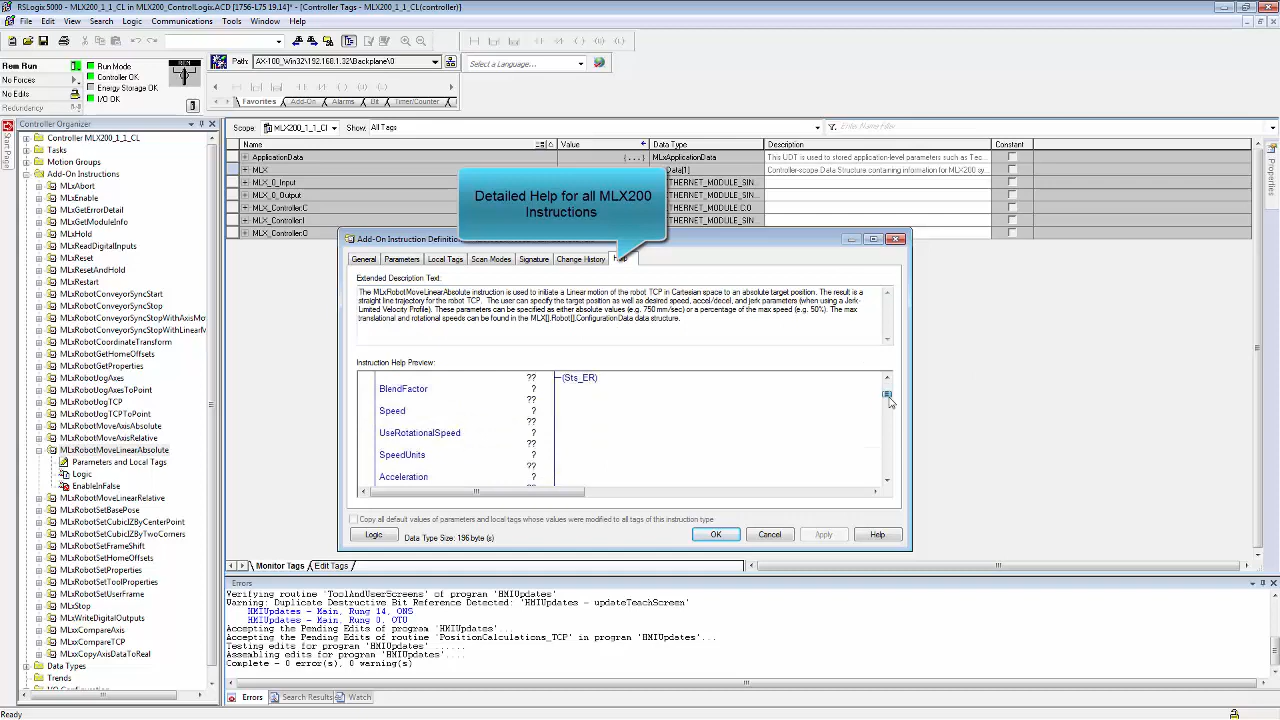 RSLogix 5000 - MLX200_1_1_CL in MLX200_ControlLogix.ACD [1756-L75 19.14]* - [Controller Tags - MLX200_1_1_CL(controller)]
File Edit View Search Logic Communications Tools Window Help
Rem Run
No Forces
No Edits
Redundancy
Run Mode
Controller OK
Energy Storage OK
I/O OK
REM
Path: AX-100_Win32\192.168.1.32\Backplane\0
Select a Language...
Favorites Add-On Alarms Bit Timer/Counter
Start Page
Controller Organizer
Controller MLX200_1_1_CL
Tasks
Motion Groups
Add-On Instructions
MLxAbort
MLxEnable
MLxGetErrorDetail
MLxGetModuleInfo
MLxHold
MLxReadDigitalInputs
MLxReset
MLxResetAndHold
MLxRestart
MLxRobotConveyorSyncStart
MLxRobotConveyorSyncStop
MLxRobotConveyorSyncStopWithAxisMov
MLxRobotConveyorSyncStopWithLinearM
MLxRobotCoordinateTransform
MLxRobotGetHomeOffsets
MLxRobotGetProperties
MLxRobotJogAxes
MLxRobotJogAxesToPoint
MLxRobotJogTCP
MLxRobotJogTCPToPoint
MLxRobotMoveAxisAbsolute
MLxRobotMoveAxisRelative
MLxRobotMoveLinearAbsolute
Parameters and Local Tags
Logic
EnableInFalse
MLxRobotMoveLinearRelative
MLxRobotSetBasePose
MLxRobotSetCubicIZByCenterPoint
MLxRobotSetCubicIZByTwoCorners
MLxRobotSetFrameShift
MLxRobotSetHomeOffsets
MLxRobotSetProperties
MLxRobotSetToolProperties
MLxRobotSetUserFrame
MLxStop
MLxWriteDigitalOutputs
MLxxCompareAxis
MLxxCompareTCP
MLxxCopyAxisDataToReal
Data Types
Trends
Scope: MLX200_1_1_CL Show: All Tags
Enter Name Filter
Name Value Data Type Description Constant
ApplicationData {...} MLxApplicationData This UDT is used to stored application-level parameters such as Tec...
MLX Data[1] Controller-scope Data Structure containing information for MLX200 sy...
MLX_0_Input ETHERNET_MODULE_SIN...
MLX_0_Output ETHERNET_MODULE_SIN...
MLX_Controller:C ETHERNET_MODULE:C:0
MLX_Controller:I ETHERNET_MODULE_SIN...
MLX_Controller:O ETHERNET_MODULE_SIN...
Properties
Detailed Help for all MLX200
Instructions
Add-On Instruction Definition
General Parameters Local Tags Scan Modes Signature Change History Help
Extended Description Text:
The MLxRobotMoveLinearAbsolute instruction is used to initiate a Linear motion of the robot TCP in Cartesian space to an absolute target position. The result is a
straight line trajectory for the robot TCP. The user can specify the target position as well as desired speed, accel/decel, and jerk parameters (when using a Jerk-
Limited Velocity Profile). These parameters can be specified as either absolute values (e.g. 750 mm/sec) or a percentage of the max speed (e.g. 50%). The max
translational and rotational speeds can be found in the MLX[].Robot[].ConfigurationData data structure.
Instruction Help Preview:
?? (Sts_ER)
BlendFactor ?
??
Speed ?
??
UseRotationalSpeed ?
??
SpeedUnits ?
??
Acceleration ?
Copy all default values of parameters and local tags whose values were modified to all tags of this instruction type
Logic Data Type Size: 196 byte (s) OK Cancel Apply Help
Monitor Tags Edit Tags
Errors
Verifying routine 'ToolAndUserScreens' of program 'HMIUpdates'
Warning: Duplicate Destructive Bit Reference Detected: 'HMIUpdates - updateTeachScreen'
HMIUpdates - Main, Rung 14, ONS
HMIUpdates - Main, Rung 0, OTU
Accepting the Pending Edits of program 'HMIUpdates'
Accepting the Pending Edits of routine 'PositionCalculations_TCP' in program 'HMIUpdates'...
Testing edits for program 'HMIUpdates' .....
Assembling edits for program 'HMIUpdates'.....
Complete - 0 error(s), 0 warning(s)
Errors Search Results Watch
Ready